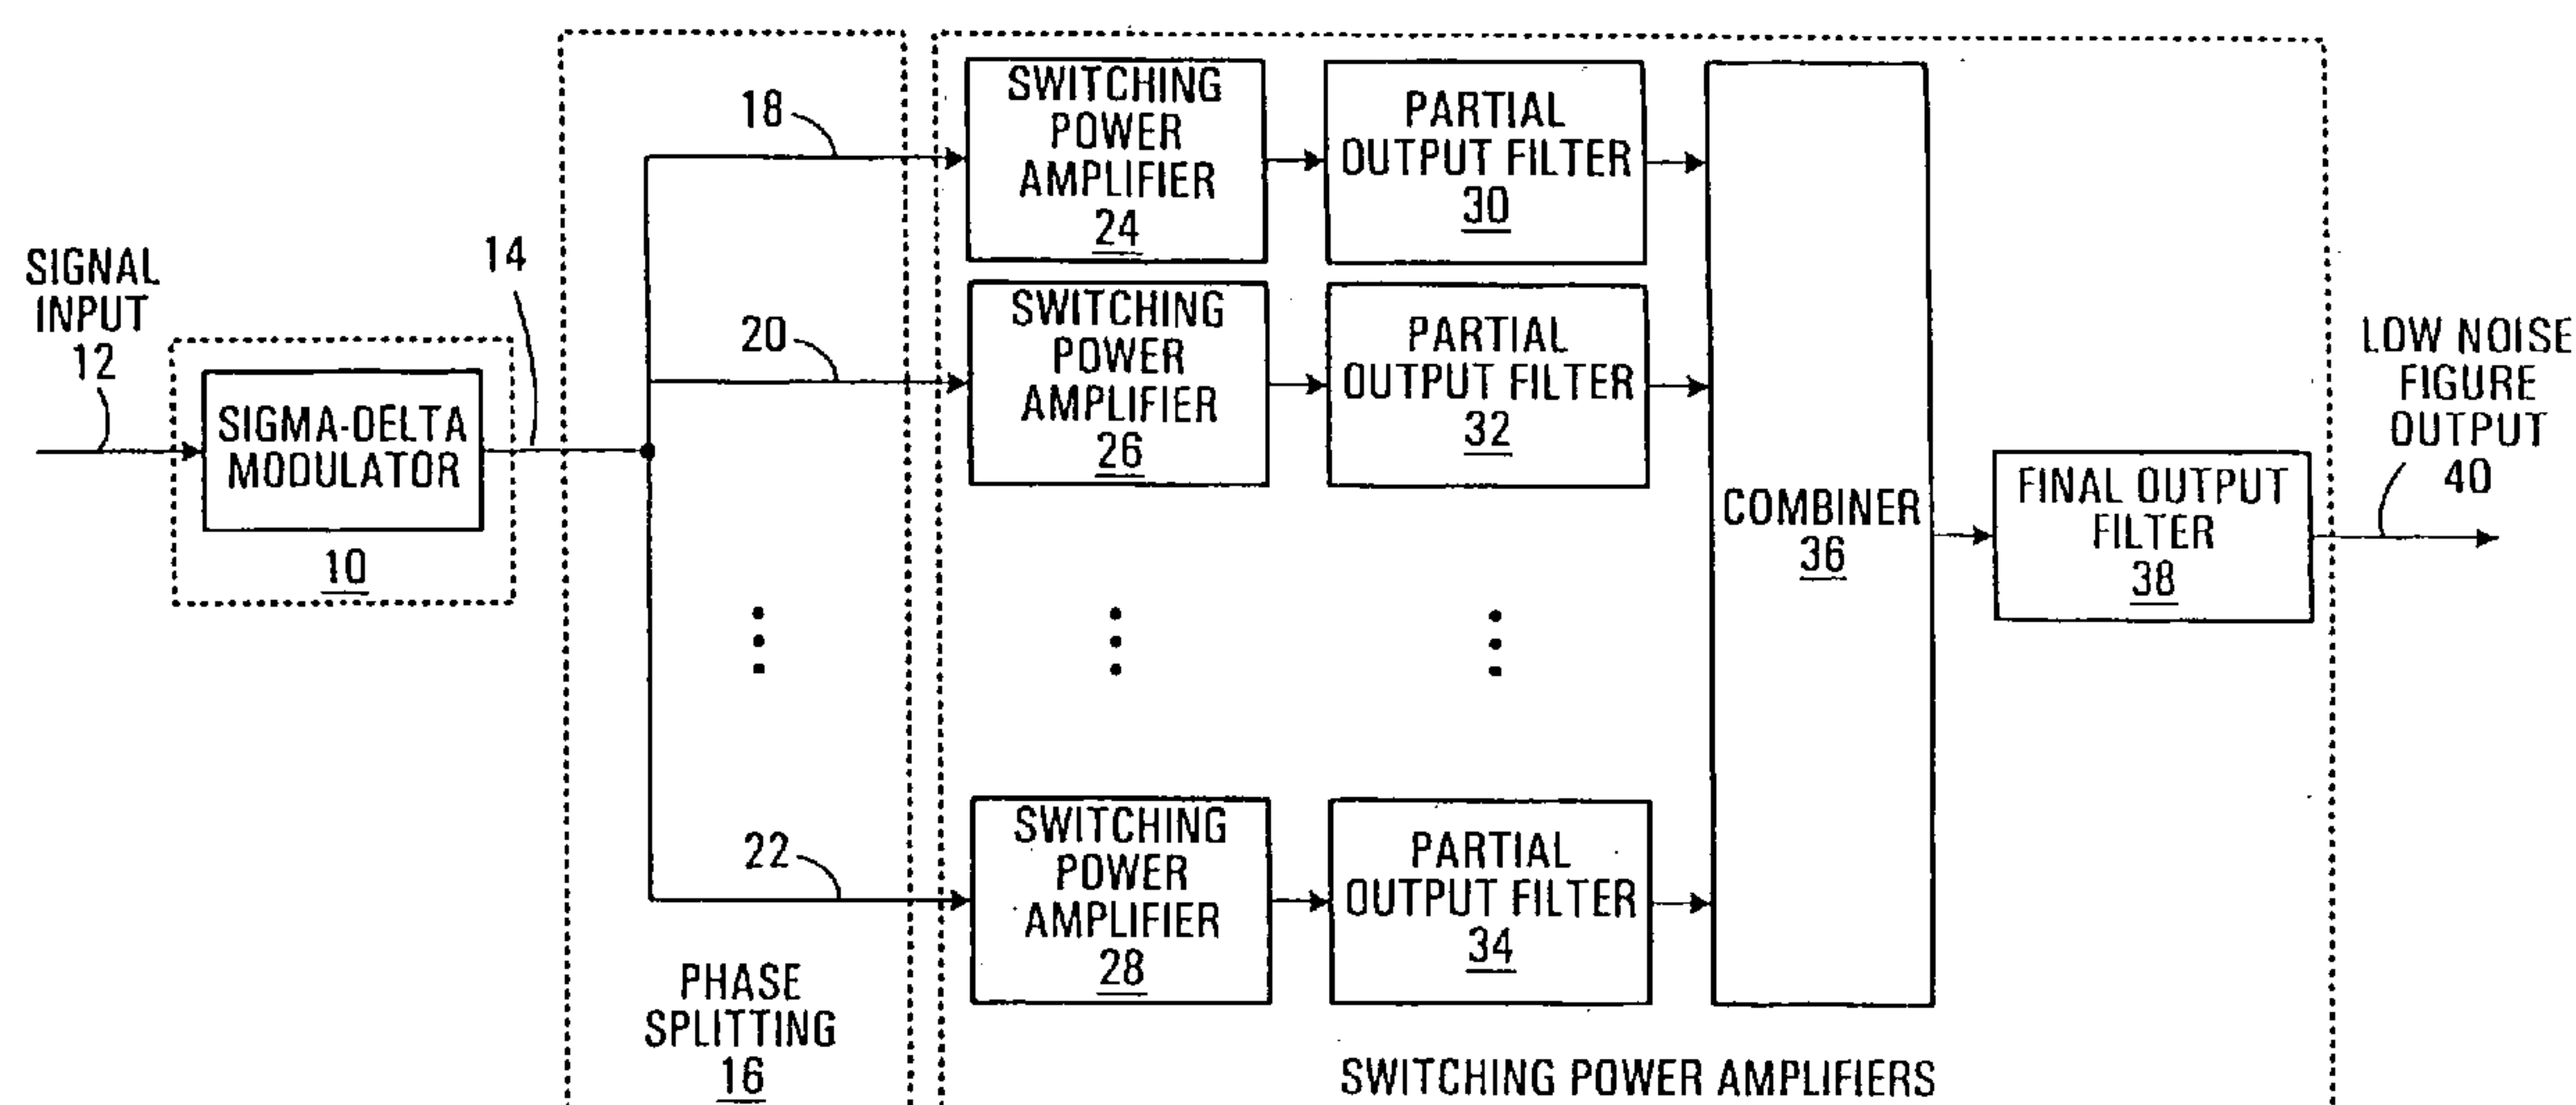 SIGNAL
INPUT
12
SIGMA-DELTA
MODULATOR
10
14
18
20
22
PHASE
SPLITTING
16
SWITCHING
POWER
AMPLIFIER
24
PARTIAL
OUTPUT FILTER
30
SWITCHING
POWER
AMPLIFIER
26
PARTIAL
OUTPUT FILTER
32
SWITCHING
POWER
AMPLIFIER
28
PARTIAL
OUTPUT FILTER
34
COMBINER
36
FINAL OUTPUT
FILTER
38
LOW NOISE
FIGURE
OUTPUT
40
SWITCHING POWER AMPLIFIERS